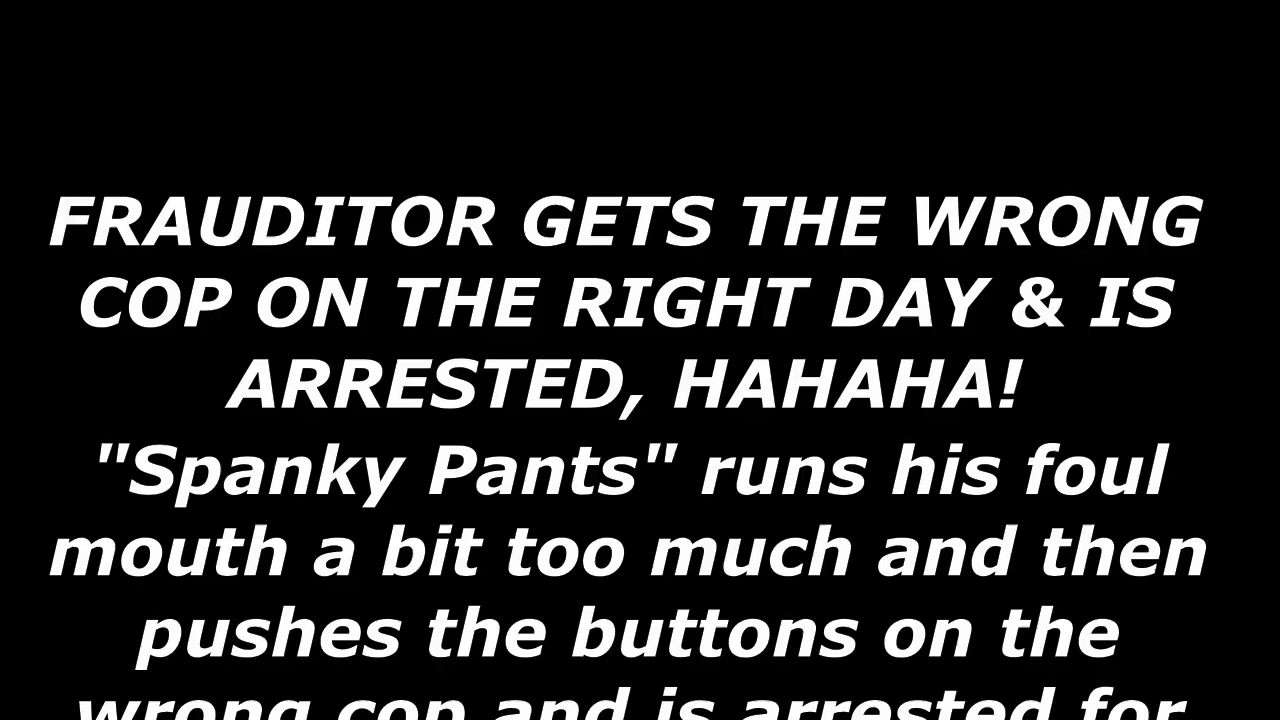 FRAUDITOR GETS THE WRONG
COP ON THE RIGHT DAY & IS
ARRESTED, HAHAHA!
"Spanky Pants" runs his foul
mouth a bit too much and then
pushes the buttons on the
wrong cop and is arrested for